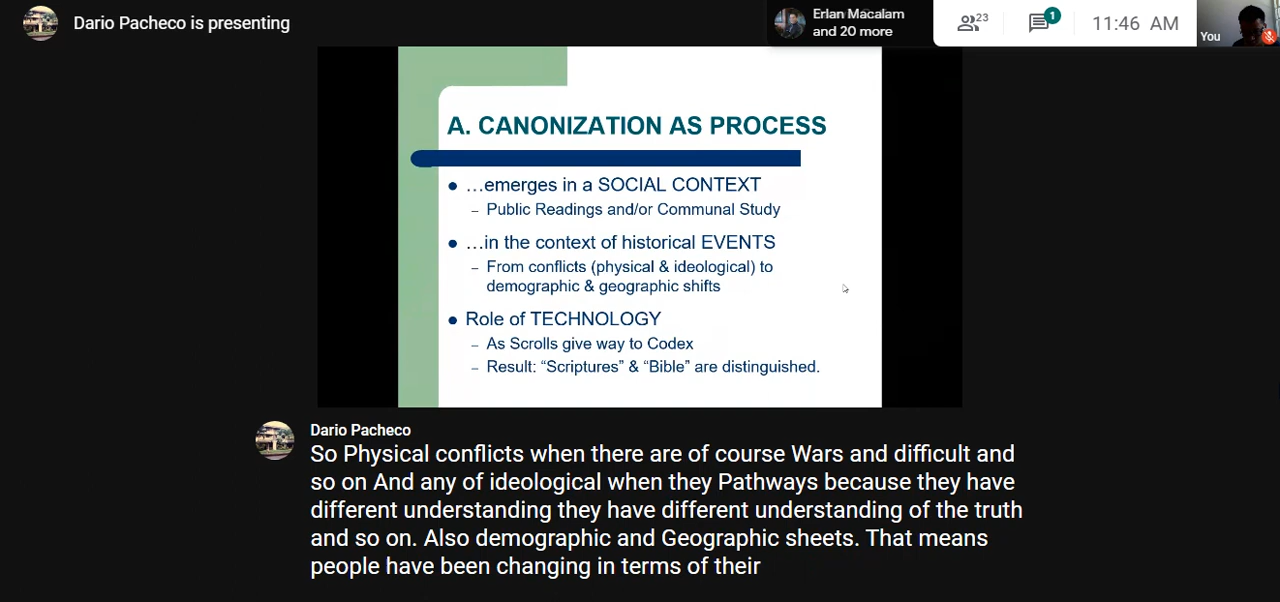 Dario Pacheco is presenting
Erlan Macalam
and 20 more
23
1
11:46 AM
You
A. CANONIZATION AS PROCESS
• …emerges in a SOCIAL CONTEXT
– Public Readings and/or Communal Study
• …in the context of historical EVENTS
– From conflicts (physical & ideological) to
demographic & geographic shifts
• Role of TECHNOLOGY
– As Scrolls give way to Codex
– Result: “Scriptures” & “Bible” are distinguished.
Dario Pacheco
So Physical conflicts when there are of course Wars and difficult and
so on And any of ideological when they Pathways because they have
different understanding they have different understanding of the truth
and so on. Also demographic and Geographic sheets. That means
people have been changing in terms of their